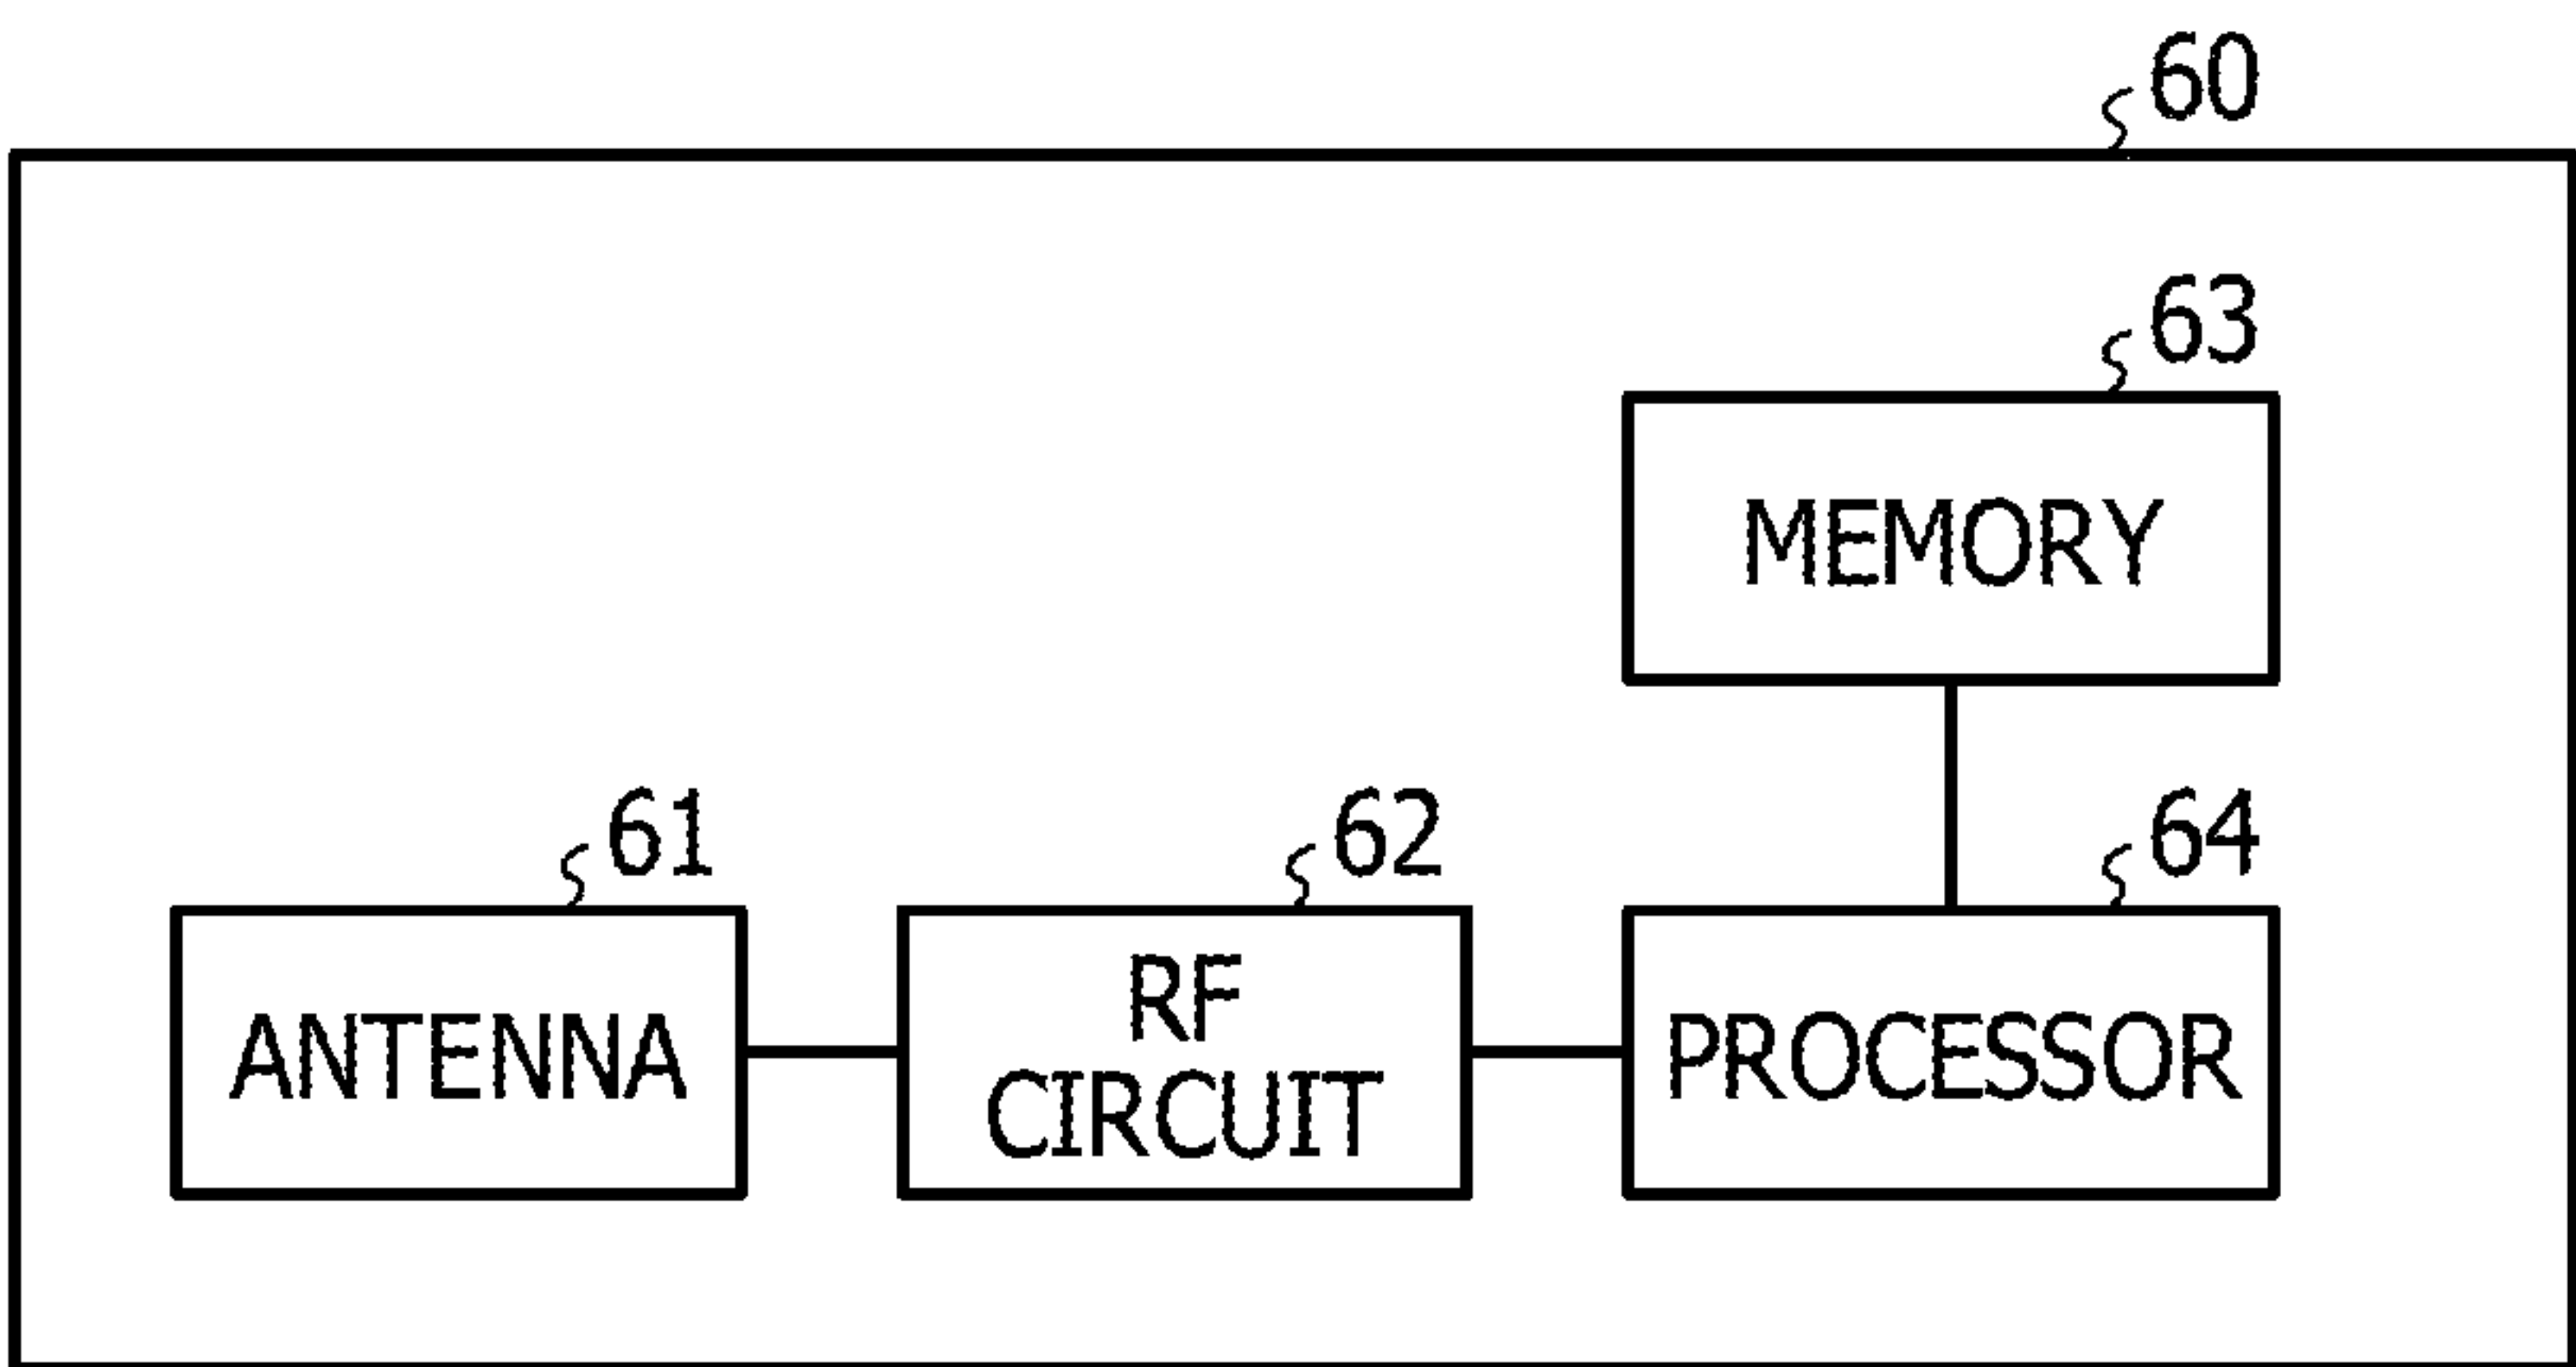 60
63
MEMORY
61
62
64
ANTENNA
RF
CIRCUIT
PROCESSOR